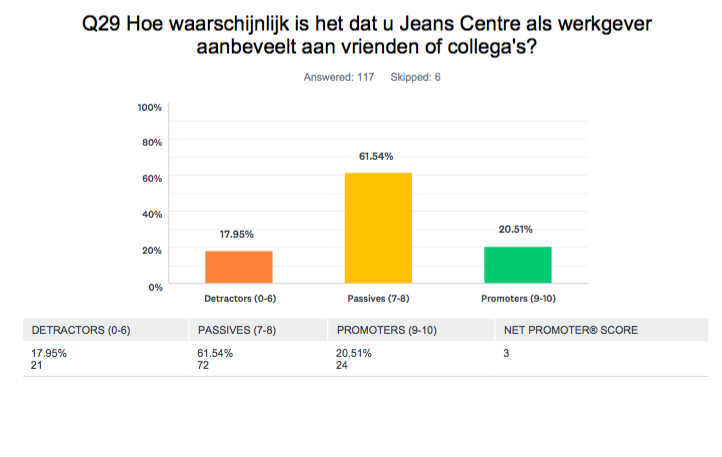 Q29 Hoe waarschijnlijk is het dat u Jeans Centre als werkgever
aanbeveelt aan vrienden of collega's?
Answered: 117 Skipped: 6
100%
80%
60%
40%
20%
0%
17.95%
61.54%
20.51%
Detractors (0-6) Passives (7-8) Promoters (9-10)
DETRACTORS (0-6) PASSIVES (7-8) PROMOTERS (9-10) NET PROMOTER® SCORE
17.95% 61.54% 20.51% 3
21 72 24